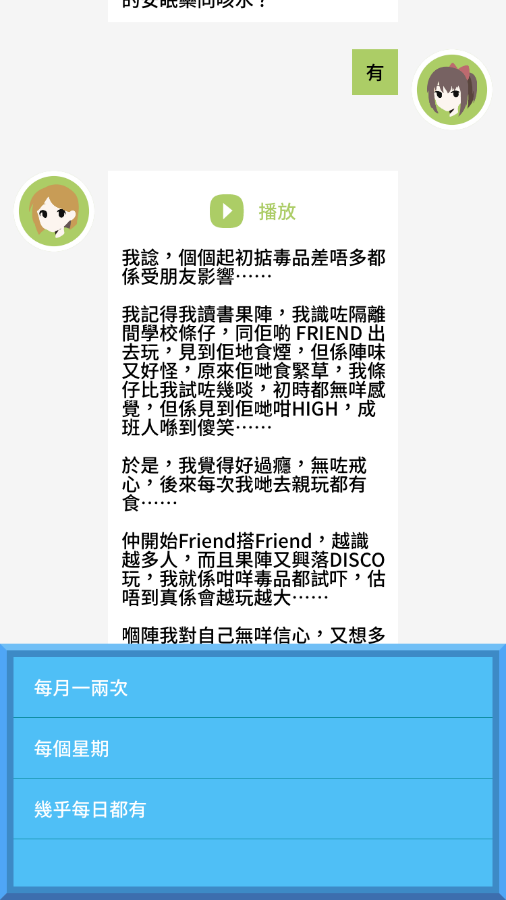 的安眠藥同咳水？
有
播放
我諗，個個起初掂毒品差唔多都
係受朋友影響⋯⋯
我記得我讀書果陣，我識咗隔離
間學校條仔，同佢啲 FRIEND 出
去玩，見到佢地食煙，但係陣味
又好怪，原來佢哋食緊草，我條
仔比我試咗幾啖，初時都無咩感
覺，但係見到佢哋咁HIGH，成
班人喺到傻笑⋯⋯
於是，我覺得好過癮，無咗戒
心，後來每次我哋去親玩都有
食⋯⋯
仲開始Friend搭Friend，越識
越多人，而且果陣又興落DISCO
玩，我就係咁咩毒品都試吓，估
唔到真係會越玩越大⋯⋯
嗰陣我對自己無咩信心，又想多
每月一兩次
每個星期
幾乎每日都有